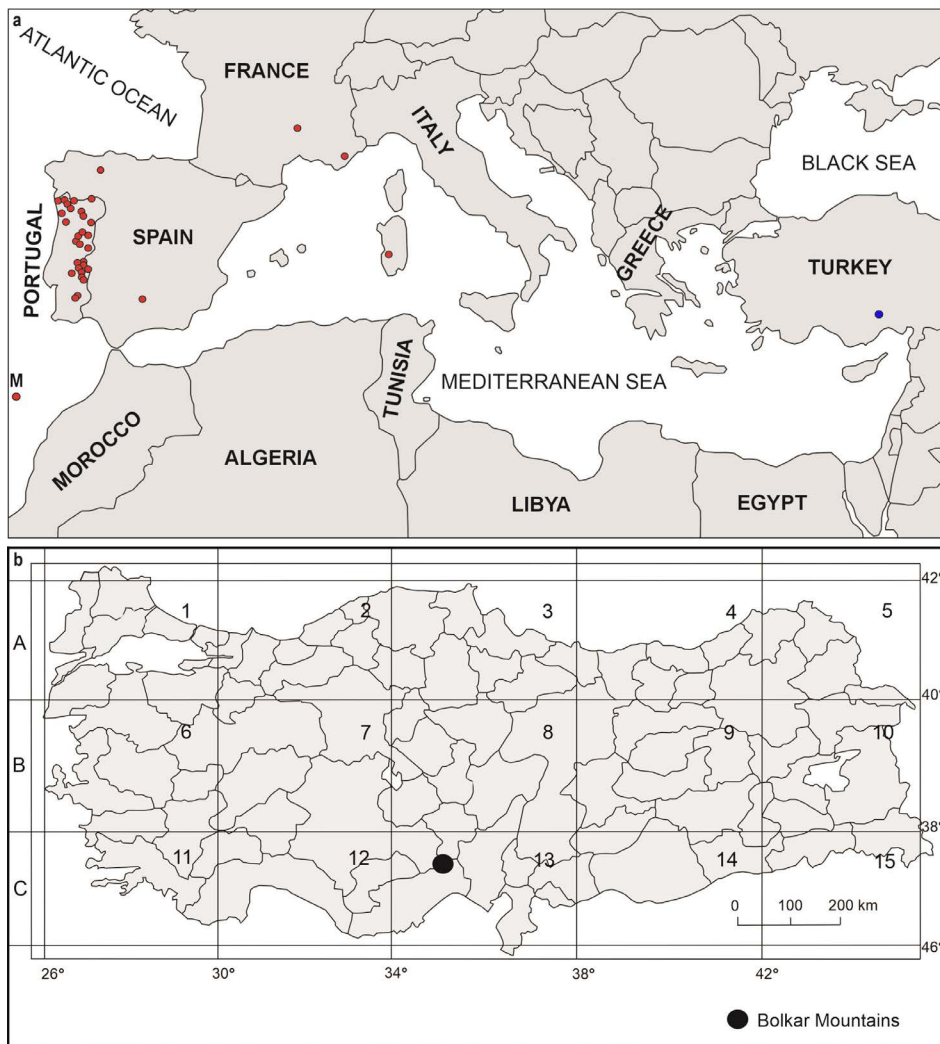 a
ATLANTIC OCEAN
FRANCE
ITALY
BLACK SEA
PORTUGAL
SPAIN
GREECE
TURKEY
M
MOROCCO
ALGERIA
TUNISIA
MEDITERRANEAN SEA
LIBYA
EGYPT
b
42°
1 2 3 4 5
A
40°
6 7 8 9 10
B
38°
11 12 13 14 15
C
0 100 200 km
46°
26° 30° 34° 38° 42°
Bolkar Mountains